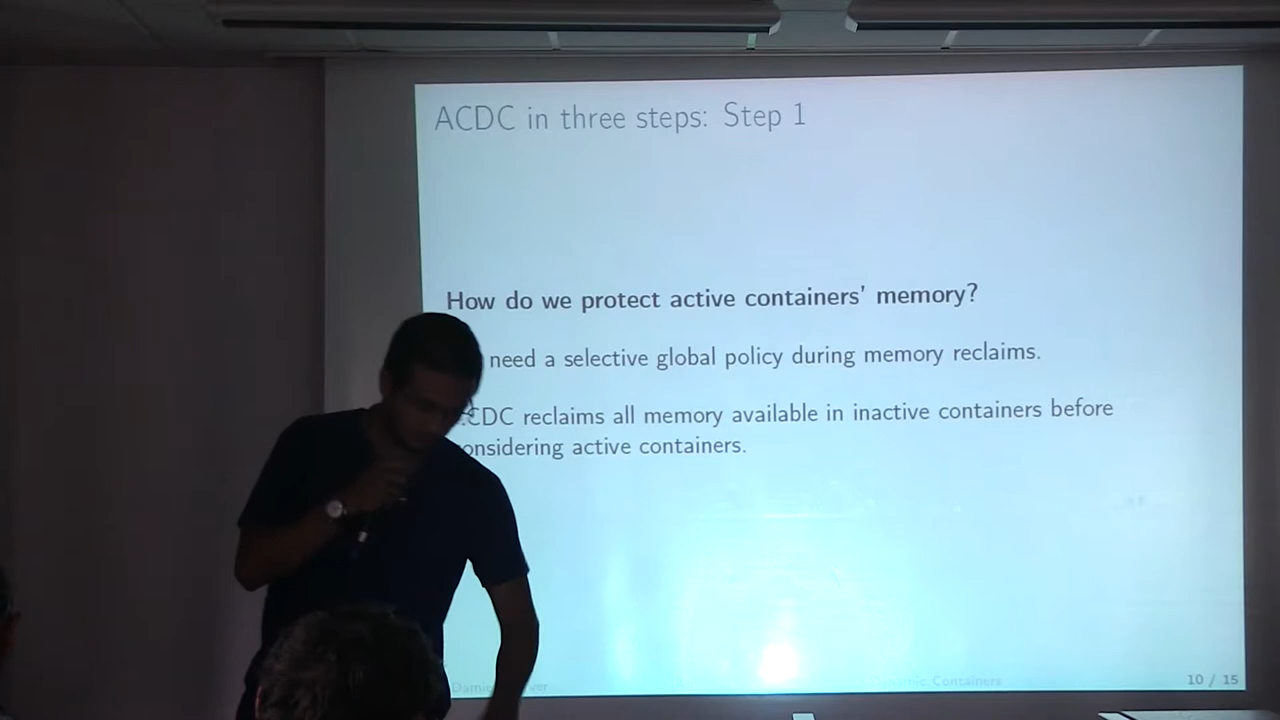 ACDC in three steps: Step 1
How do we protect active containers' memory?
need a selective global policy during memory reclaims.
CDC reclaims all memory available in inactive containers before
onsidering active containers.
Containers
10 / 15